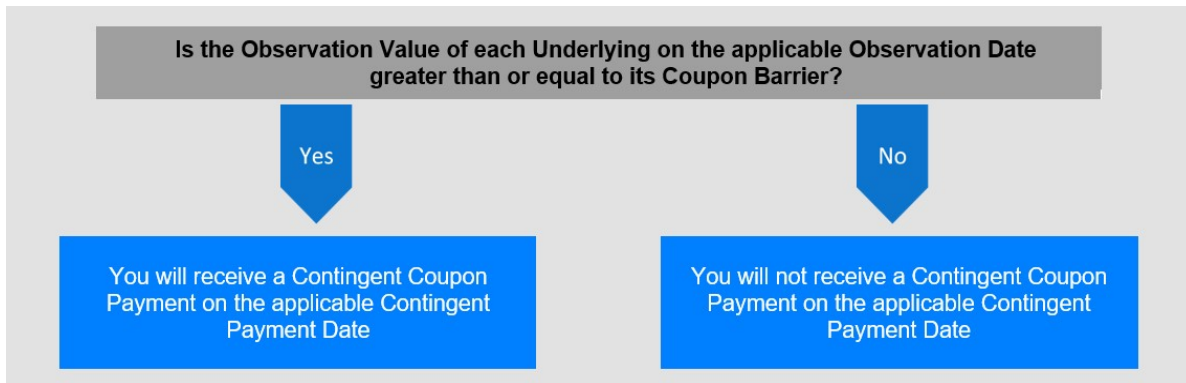 Is the Observation Value of each Underlying on the applicable Observation Date
greater than or equal to its Coupon Barrier?
Yes
No
You will receive a Contingent Coupon
Payment on the applicable Contingent
Payment Date
You will not receive a Contingent Coupon
Payment on the applicable Contingent
Payment Date